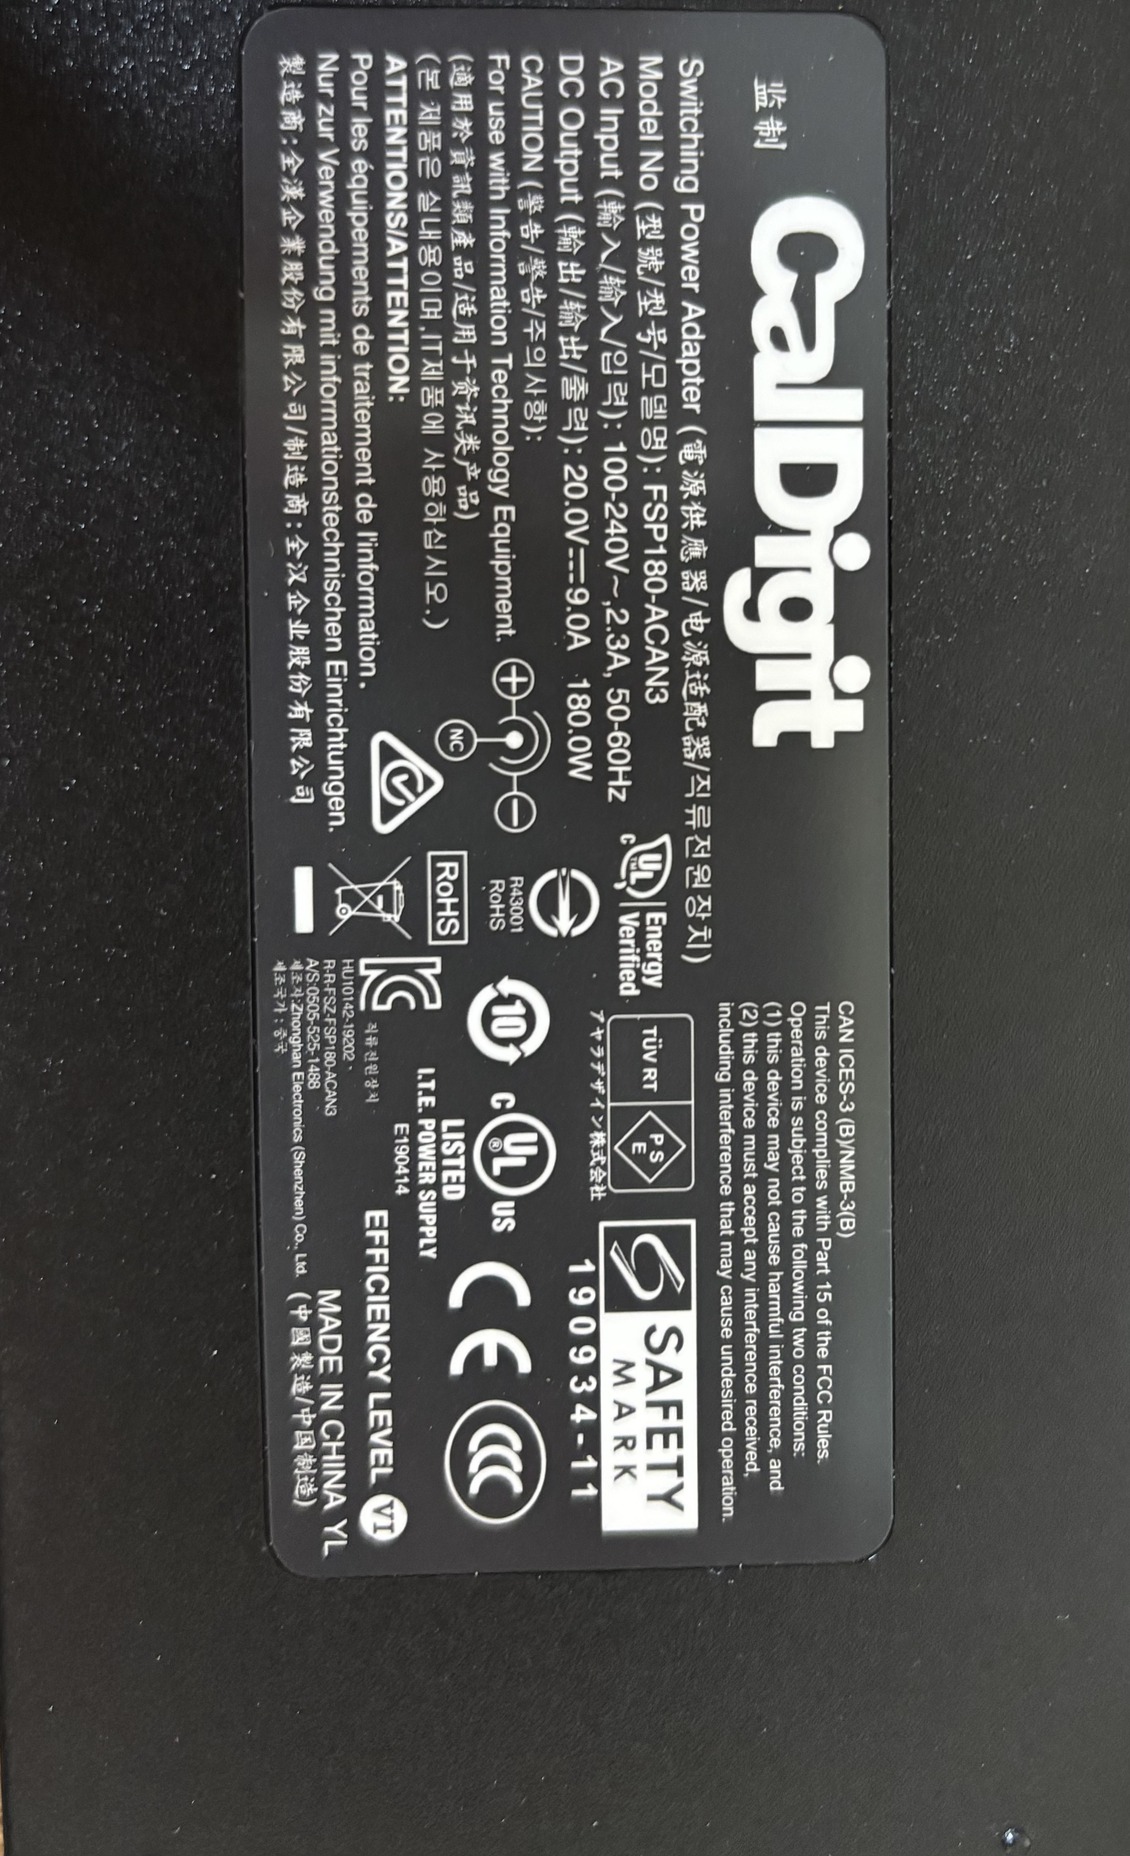 监制
CalDigit
Switching Power Adapter (電源供應器/电源适配器/직류전원장치)
Model No (型號/型号/모델명): FSP180-ACAN3
AC Input (輸入/输入/입력): 100-240V~,2.3A, 50-60Hz
DC Output (輸出/输出/출력): 20.0V⎓9.0A 180.0W
CAUTION (警告/警告/주의사항):
For use with Information Technology Equipment.
(適用於資訊類產品/适用于资讯类产品)
(본 제품은 실내용이며,IT제품에 사용하십시오.)
ATTENTIONS/ATTENTION:
Pour les équipements de traitement de l'information.
Nur zur Verwendung mit informationstechnischen Einrichtungen.
製造商:全漢企業股份有限公司/制造商:全汉企业股份有限公司
NC
c UL Energy
Verified
R43001
RoHS
RoHS
CAN ICES-3 (B)/NMB-3(B)
This device complies with Part 15 of the FCC Rules.
Operation is subject to the following two conditions:
(1) this device may not cause harmful interference, and
(2) this device must accept any interference received,
including interference that may cause undesired operation.
TÜV RT
PS
E
アヤラデザイン株式会社
SAFETY
MARK
190934-11
10
c UL ® US
LISTED
I.T.E. POWER SUPPLY
E190414
CE
CCC
EFFICIENCY LEVEL VI
직류전원장치
HU10142-19202
R-R-FSZ-FSP180-ACAN3
A/S:0505-525-1488
제조자:Zhonghan Electronics (Shenzhen) Co., Ltd.
제조국가:중국
MADE IN CHINA YL
(中國製造/中国制造)